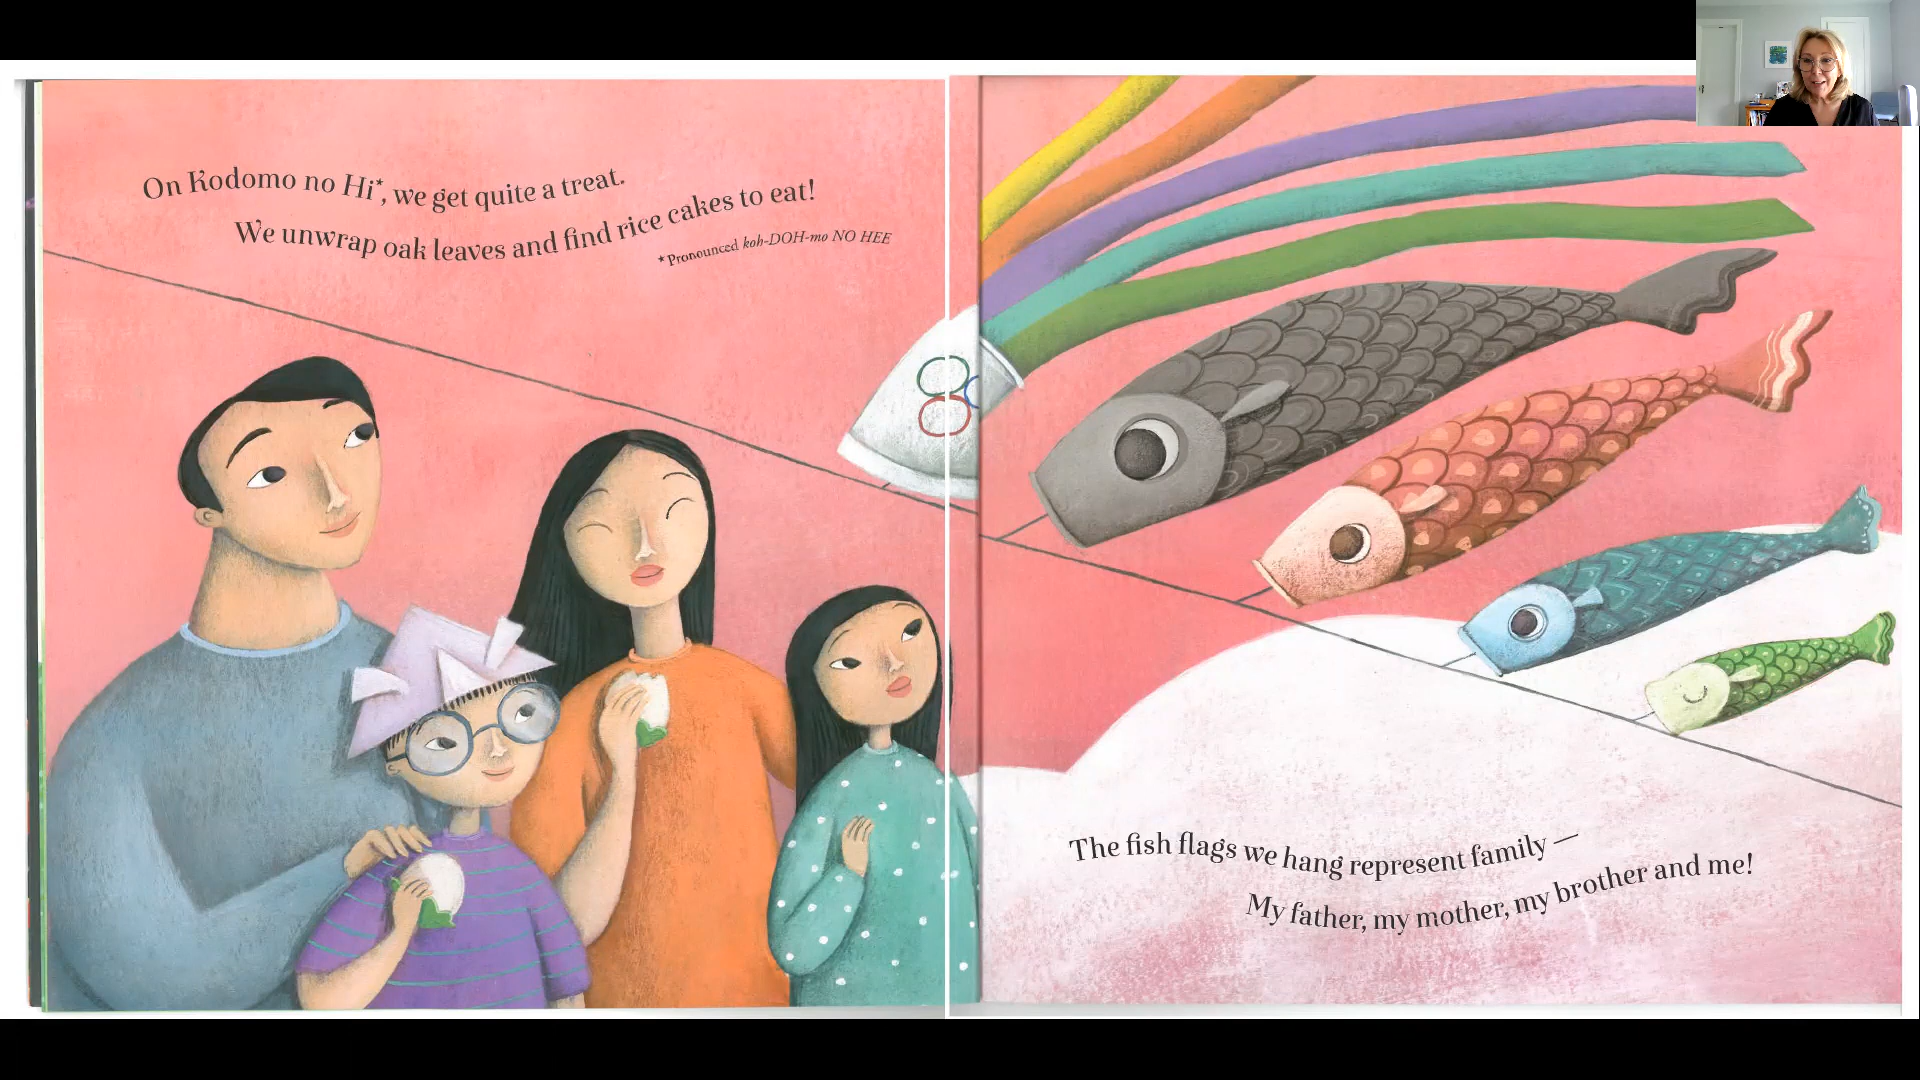 On Kodomo no Hi*, we get quite a treat.
We unwrap oak leaves and find rice cakes to eat!
*Pronounced koh-DOH-mo NO HEE
The fish flags we hang represent family —
My father, my mother, my brother and me!